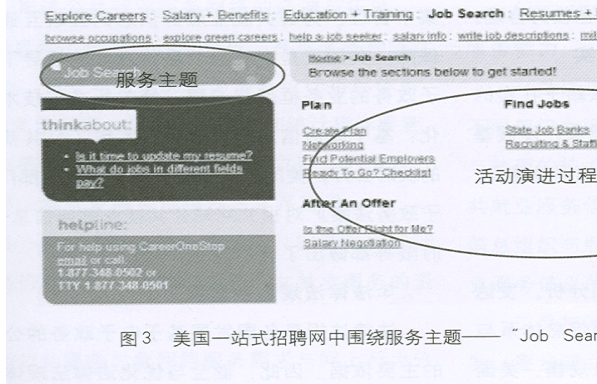 Explore Careers Salary + Benefits Education + Training Job Search Resumes +
browse occupations: explore green careers: help a job seeker: salary info: write job descriptions:
Job Search
服务主题
Home > Job Search
Browse the sections below to get started!
thinkabout:
• Is it time to update my resume?
• What do jobs in different fields
pay?
helpline:
For help using CareerOneStop
email or call
1-877-348-0502 or
TTY 1-877-348-0501
Plan
Create Plan
Networking
Find Potential Employers
Ready To Go? Checklist
After An Offer
Is the Offer Right for Me?
Salary Negotiation
Find Jobs
State Job Banks
Recruiting &
活动演进过程
图 3 美国一站式招聘网中围绕服务主题—— “Job